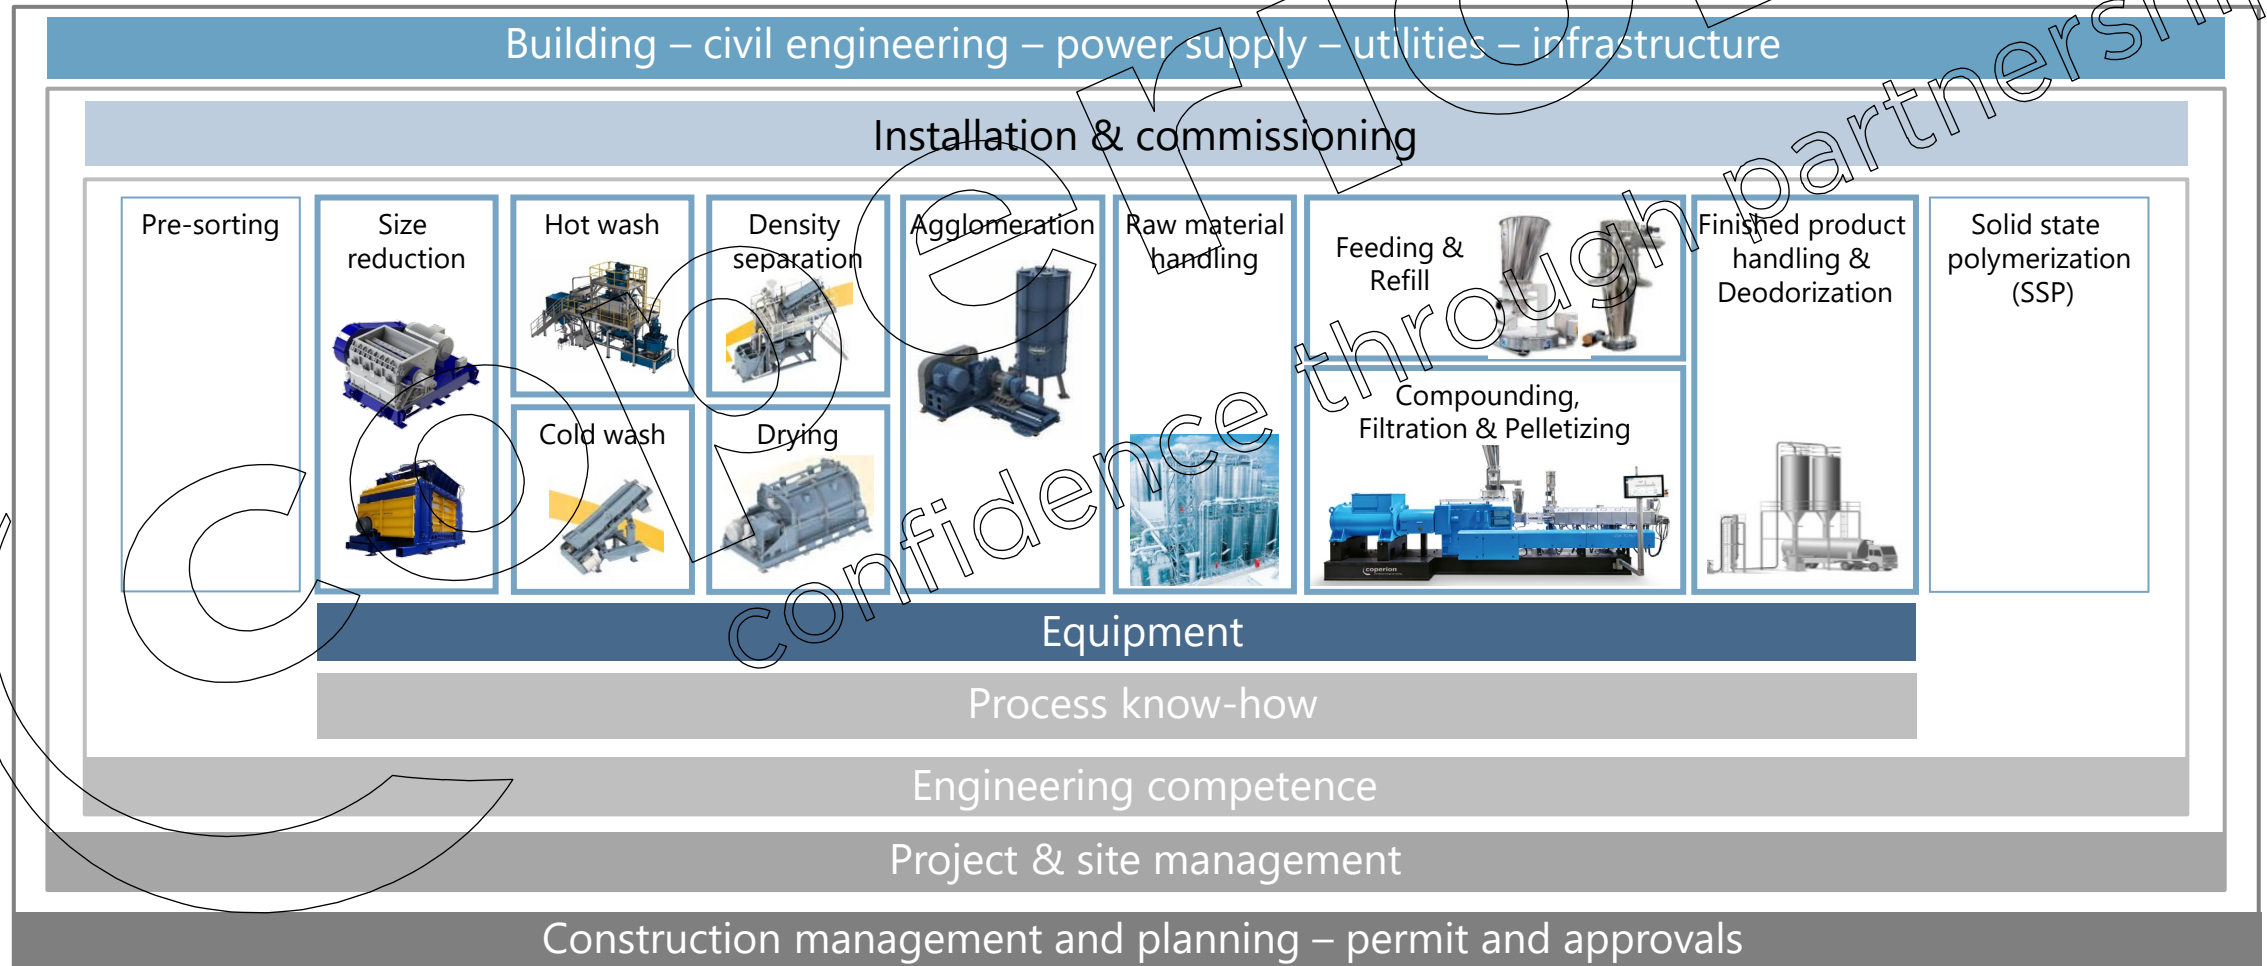 Building – civil engineering – power supply – utilities – infrastructure
Installation & commissioning
Pre-sorting
Size
reduction
Hot wash
Cold wash
Density
separation
Drying
Agglomeration
Raw material
handling
Feeding &
Refill
Compounding,
Filtration & Pelletizing
coperion
Finished product
handling &
Deodorization
Solid state
polymerization
(SSP)
Equipment
Process know-how
Engineering competence
Project & site management
Construction management and planning – permit and approvals
coperion
confidence through partnership